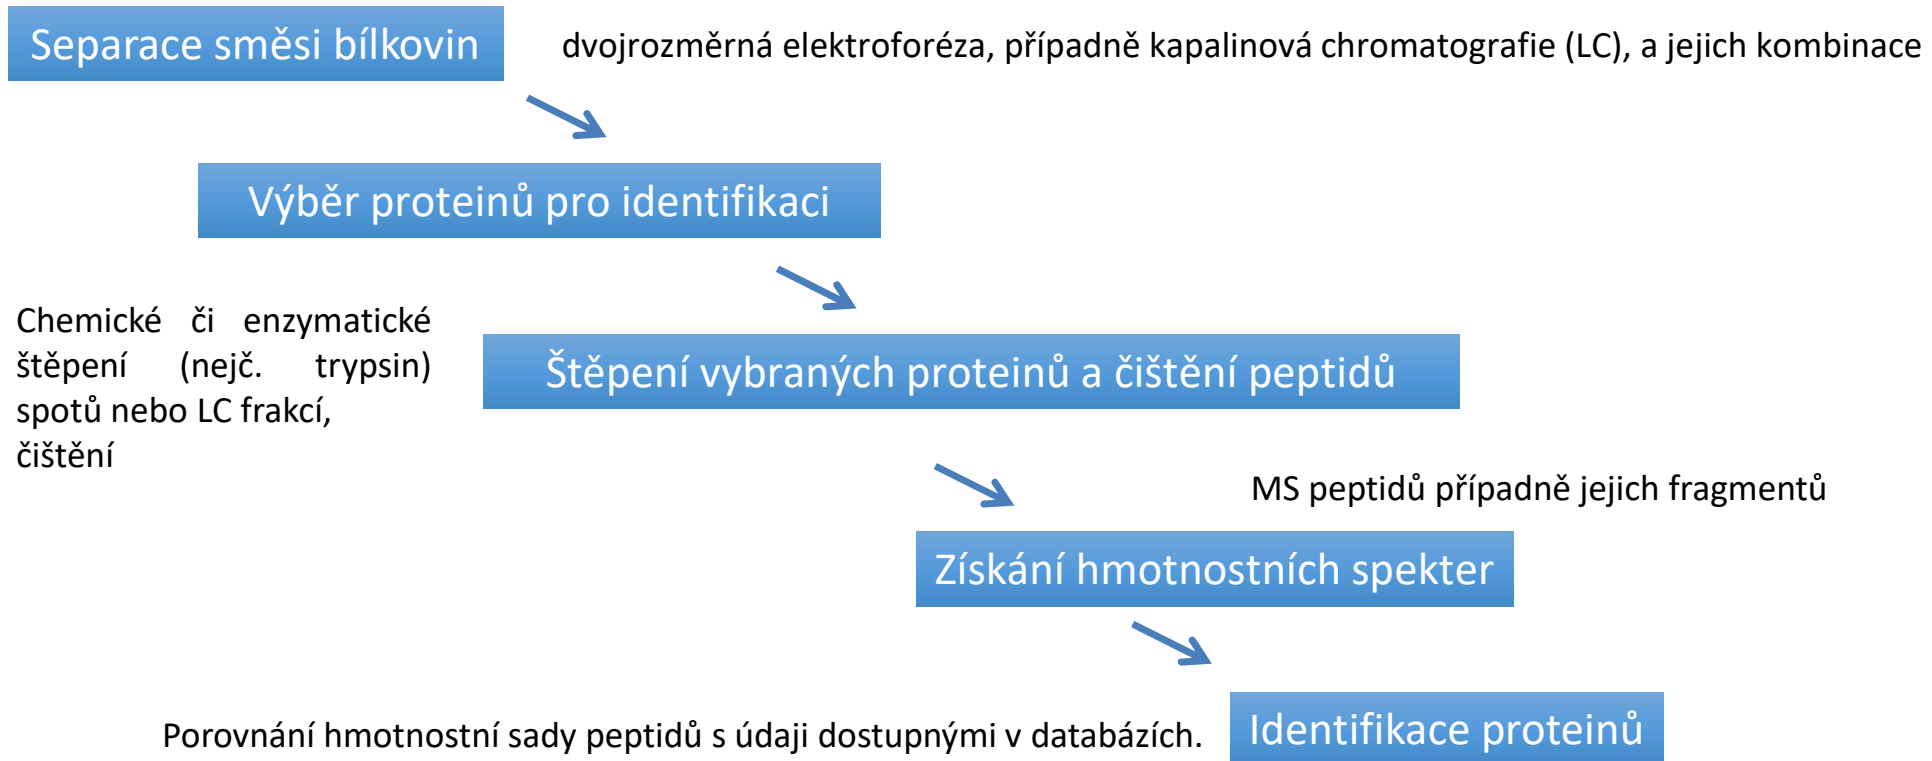 Separace směsi bílkovin
dvojrozměrná elektroforéza, případně kapalinová chromatografie (LC), a jejich kombinace
Výběr proteinů pro identifikaci
Chemické či enzymatické
štěpení (nejč. trypsin)
spotů nebo LC frakcí,
čištění
Štěpení vybraných proteinů a čištění peptidů
MS peptidů případně jejich fragmentů
Získání hmotnostních spekter
Porovnání hmotnostní sady peptidů s údaji dostupnými v databázích.
Identifikace proteinů